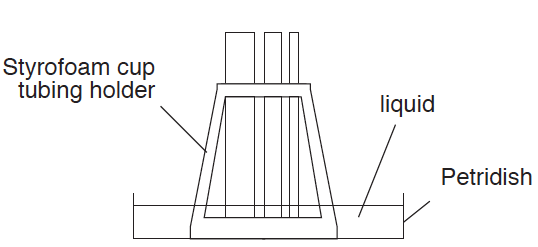 Styrofoam cup
tubing holder
liquid
Petridish